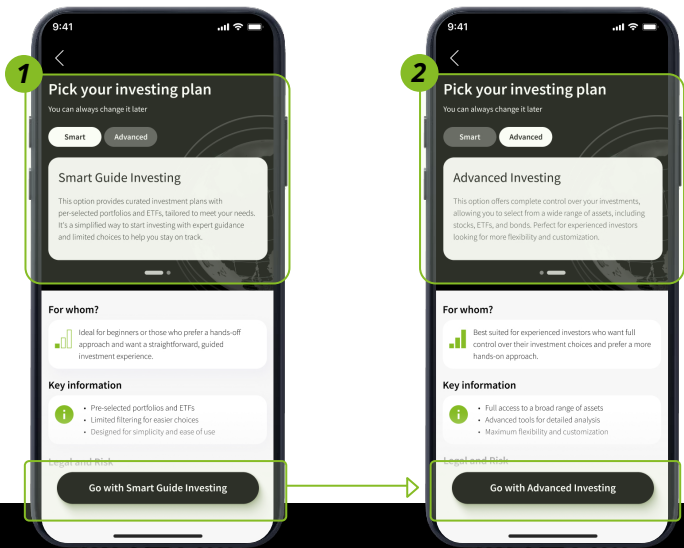 1
9:41
Pick your investing plan
You can always change it later
Smart
Advanced
Smart Guide Investing
This option provides curated investment plans with
per-selected portfolios and ETFs, tailored to meet your needs.
It's a simplified way to start investing with expert guidance
and limited choices to help you stay on track.
For whom?
Ideal for beginners or those who prefer a hands-off
approach and want a straightforward, guided
investment experience.
Key information
• Pre-selected portfolios and ETFs
• Limited filtering for easier choices
• Designed for simplicity and ease of use
Legal and Risk
Go with Smart Guide Investing
2
9:41
Pick your investing plan
You can always change it later
Smart
Advanced
Advanced Investing
This option offers complete control over your investments,
allowing you to select from a wide range of assets, including
stocks, ETFs, and bonds. Perfect for experienced investors
looking for more flexibility and customization.
For whom?
Best suited for experienced investors who want full
control over their investment choices and prefer a more
hands-on approach.
Key information
• Full access to a broad range of assets
• Advanced tools for detailed analysis
• Maximum flexibility and customization
Legal and Risk
Go with Advanced Investing